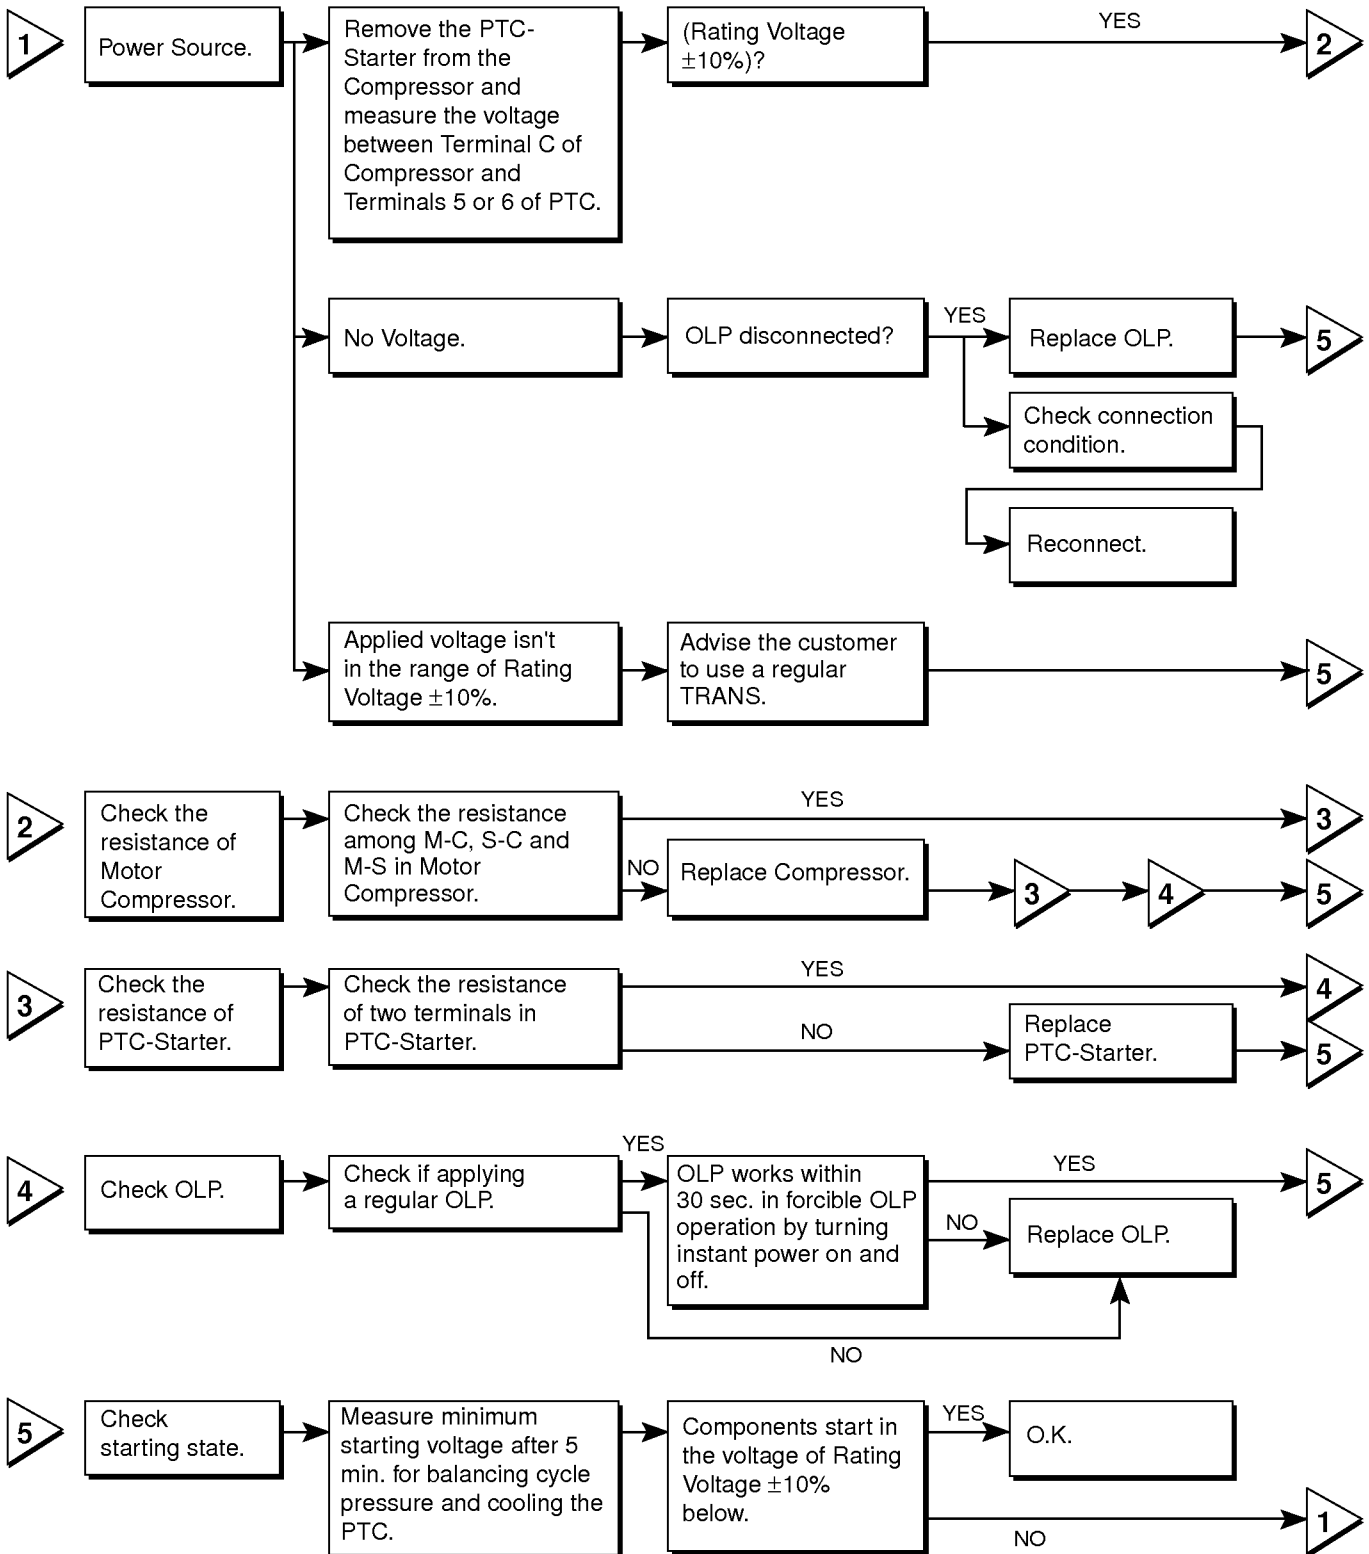 1
Power Source.
Remove the PTC-
Starter from the
Compressor and
measure the voltage
between Terminal C of
Compressor and
Terminals 5 or 6 of PTC.
(Rating Voltage
±10%)?
YES
2
No Voltage.
OLP disconnected?
YES
Replace OLP.
5
Check connection
condition.
Reconnect.
Applied voltage isn't
in the range of Rating
Voltage ±10%.
Advise the customer
to use a regular
TRANS.
5
2
Check the
resistance of
Motor
Compressor.
Check the resistance
among M-C, S-C and
M-S in Motor
Compressor.
YES
3
NO
Replace Compressor.
3
4
5
3
Check the
resistance of
PTC-Starter.
Check the resistance
of two terminals in
PTC-Starter.
YES
4
NO
Replace
PTC-Starter.
5
4
Check OLP.
Check if applying
a regular OLP.
YES
OLP works within
30 sec. in forcible OLP
operation by turning
instant power on and
off.
YES
5
NO
Replace OLP.
NO
5
Check
starting state.
Measure minimum
starting voltage after 5
min. for balancing cycle
pressure and cooling the
PTC.
Components start in
the voltage of Rating
Voltage ±10%
below.
YES
O.K.
NO
1